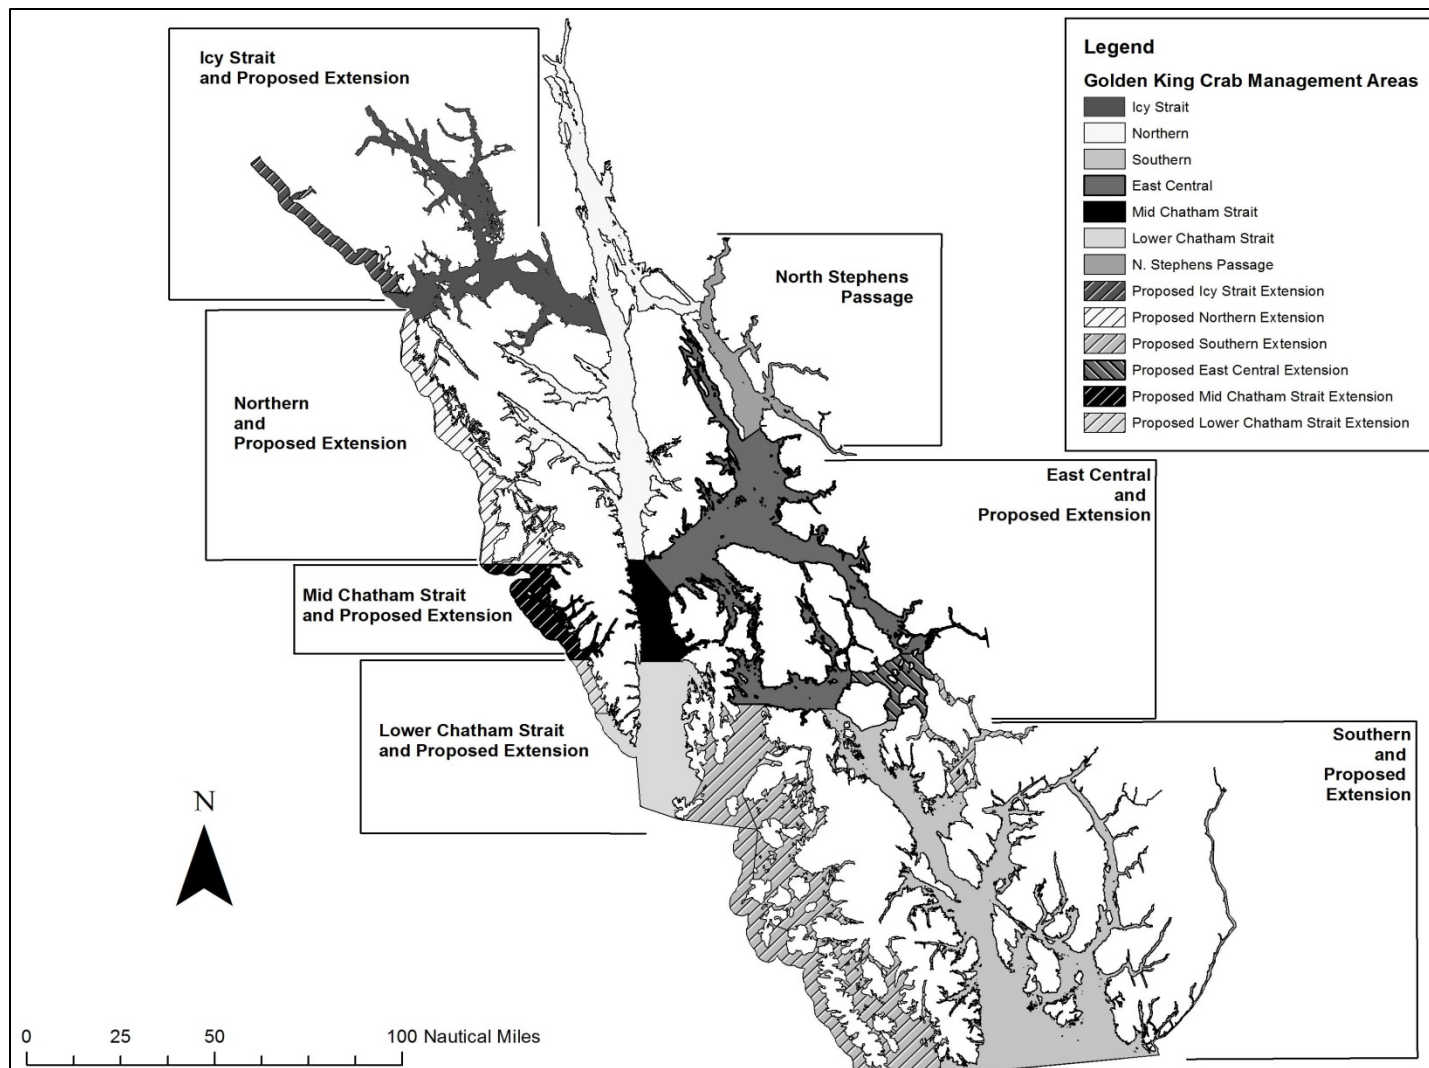 Icy Strait
and Proposed Extension
North Stephens
Passage
Northern
and
Proposed Extension
East Central
and
Proposed Extension
Mid Chatham Strait
and Proposed Extension
Lower Chatham Strait
and Proposed Extension
Southern
and
Proposed
Extension
Legend
Golden King Crab Management Areas
Icy Strait
Northern
Southern
East Central
Mid Chatham Strait
Lower Chatham Strait
N. Stephens Passage
Proposed Icy Strait Extension
Proposed Northern Extension
Proposed Southern Extension
Proposed East Central Extension
Proposed Mid Chatham Strait Extension
Proposed Lower Chatham Strait Extension
N
0 25 50 100 Nautical Miles